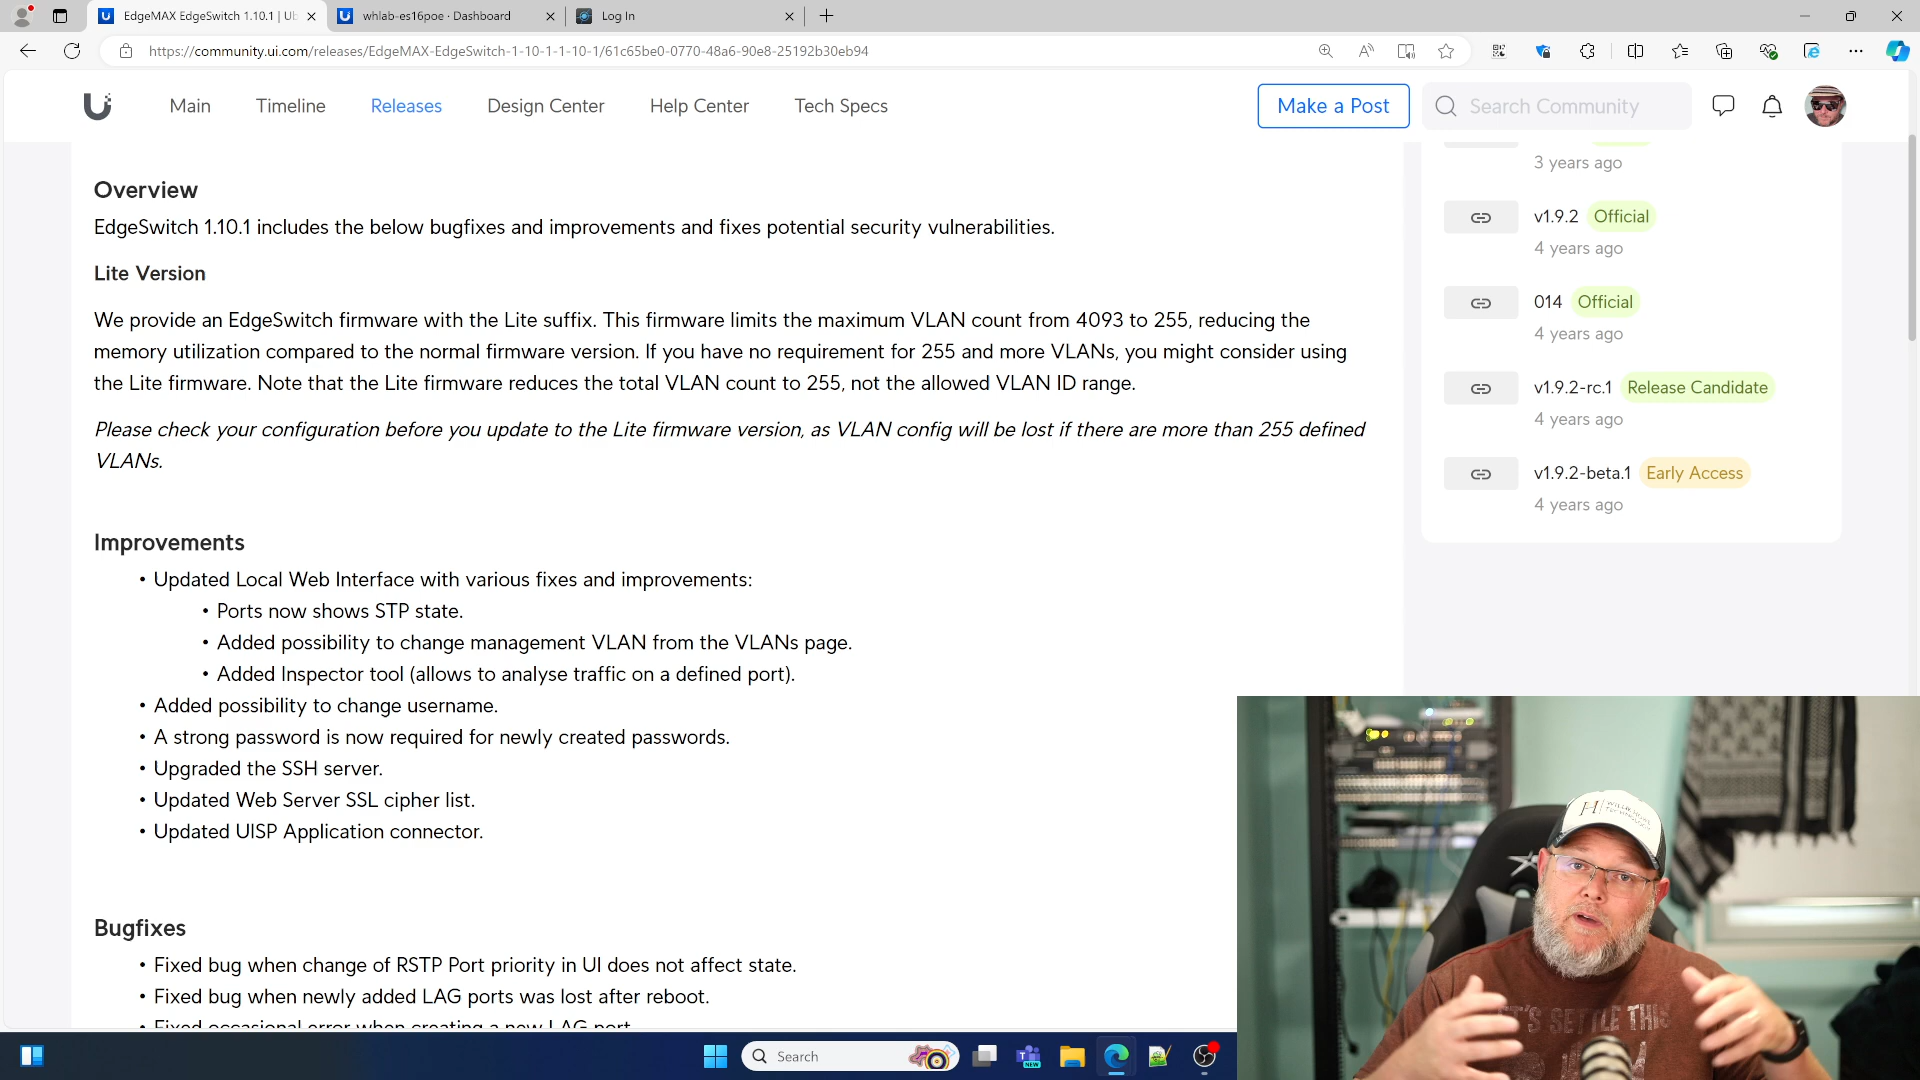 EdgeMAX EdgeSwitch 1.10.1 | Ub
whlab-es16poe · Dashboard
Log In
https://community.ui.com/releases/EdgeMAX-EdgeSwitch-1-10-1-1-10-1/61c65be0-0770-48a6-90e8-25192b30eb94
Main
Timeline
Releases
Design Center
Help Center
Tech Specs
Make a Post
Search Community
Overview
EdgeSwitch 1.10.1 includes the below bugfixes and improvements and fixes potential security vulnerabilities.
Lite Version
We provide an EdgeSwitch firmware with the Lite suffix. This firmware limits the maximum VLAN count from 4093 to 255, reducing the
memory utilization compared to the normal firmware version. If you have no requirement for 255 and more VLANs, you might consider using
the Lite firmware. Note that the Lite firmware reduces the total VLAN count to 255, not the allowed VLAN ID range.
Please check your configuration before you update to the Lite firmware version, as VLAN config will be lost if there are more than 255 defined
VLANs.
Improvements
• Updated Local Web Interface with various fixes and improvements:
• Ports now shows STP state.
• Added possibility to change management VLAN from the VLANs page.
• Added Inspector tool (allows to analyse traffic on a defined port).
• Added possibility to change username.
• A strong password is now required for newly created passwords.
• Upgraded the SSH server.
• Updated Web Server SSL cipher list.
• Updated UISP Application connector.
Bugfixes
• Fixed bug when change of RSTP Port priority in UI does not affect state.
• Fixed bug when newly added LAG ports was lost after reboot.
• Fixed occasional error when creating a new LAG port
3 years ago
v1.9.2 Official
4 years ago
014 Official
4 years ago
v1.9.2-rc.1 Release Candidate
4 years ago
v1.9.2-beta.1 Early Access
4 years ago
Search
NEW
'S SETTLE THIS